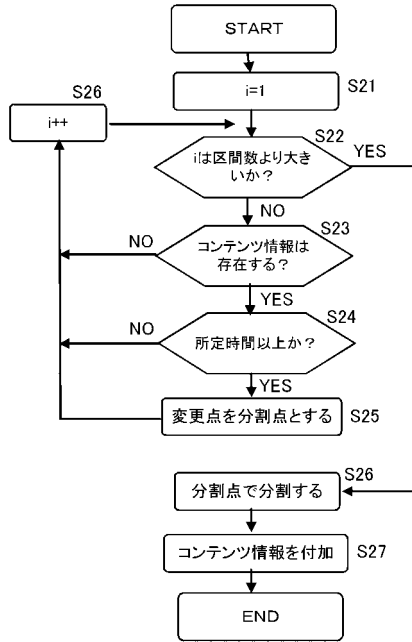 START
i=1
S21
S26
i++
S22
iは区間数より大き
いか？
YES
NO
S23
コンテンツ情報は
存在する？
NO
YES
S24
所定時間以上か？
NO
YES
変更点を分割点とする
S25
S26
分割点で分割する
コンテンツ情報を付加
S27
END